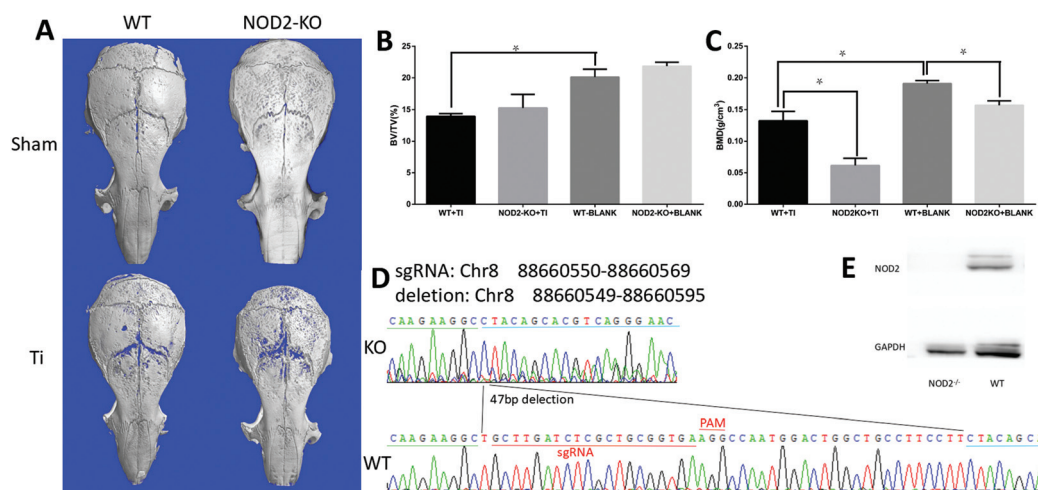 A
WT
NOD2-KO
Sham
Ti
B
BV/TV(%)
25
20
15
10
5
0
*
WT+TI
NOD2-KO+TI
WT-BLANK
NOD2-KO+BLANK
C
BMD(g/cm³)
0.25
0.20
0.15
0.10
0.05
0.00
*
*
*
WT+TI
NOD2KO+TI
WT+BLANK
NOD2KO+BLANK
D
sgRNA: Chr8 88660550-88660569
deletion: Chr8 88660549-88660595
CAAGAAGGCCTACAGCACGTCAGGGAAC
KO
47bp deletion
PAM
CAAGAAGGCTGCTTGATCTCGCTGCGGTGAAGGCCAATGGACTGGCTGCCTTCCTTCTACAGCA
sgRNA
WT
E
NOD2
GAPDH
NOD2⁻/⁻
WT